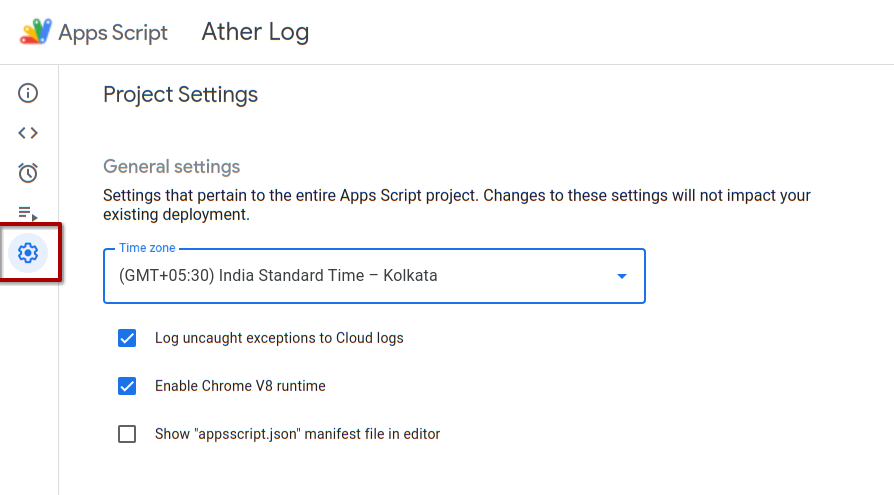 Apps Script
Ather Log
Project Settings
General settings
Settings that pertain to the entire Apps Script project. Changes to these settings will not impact your
existing deployment.
Time zone
(GMT+05:30) India Standard Time – Kolkata
Log uncaught exceptions to Cloud logs
Enable Chrome V8 runtime
Show "appsscript.json" manifest file in editor